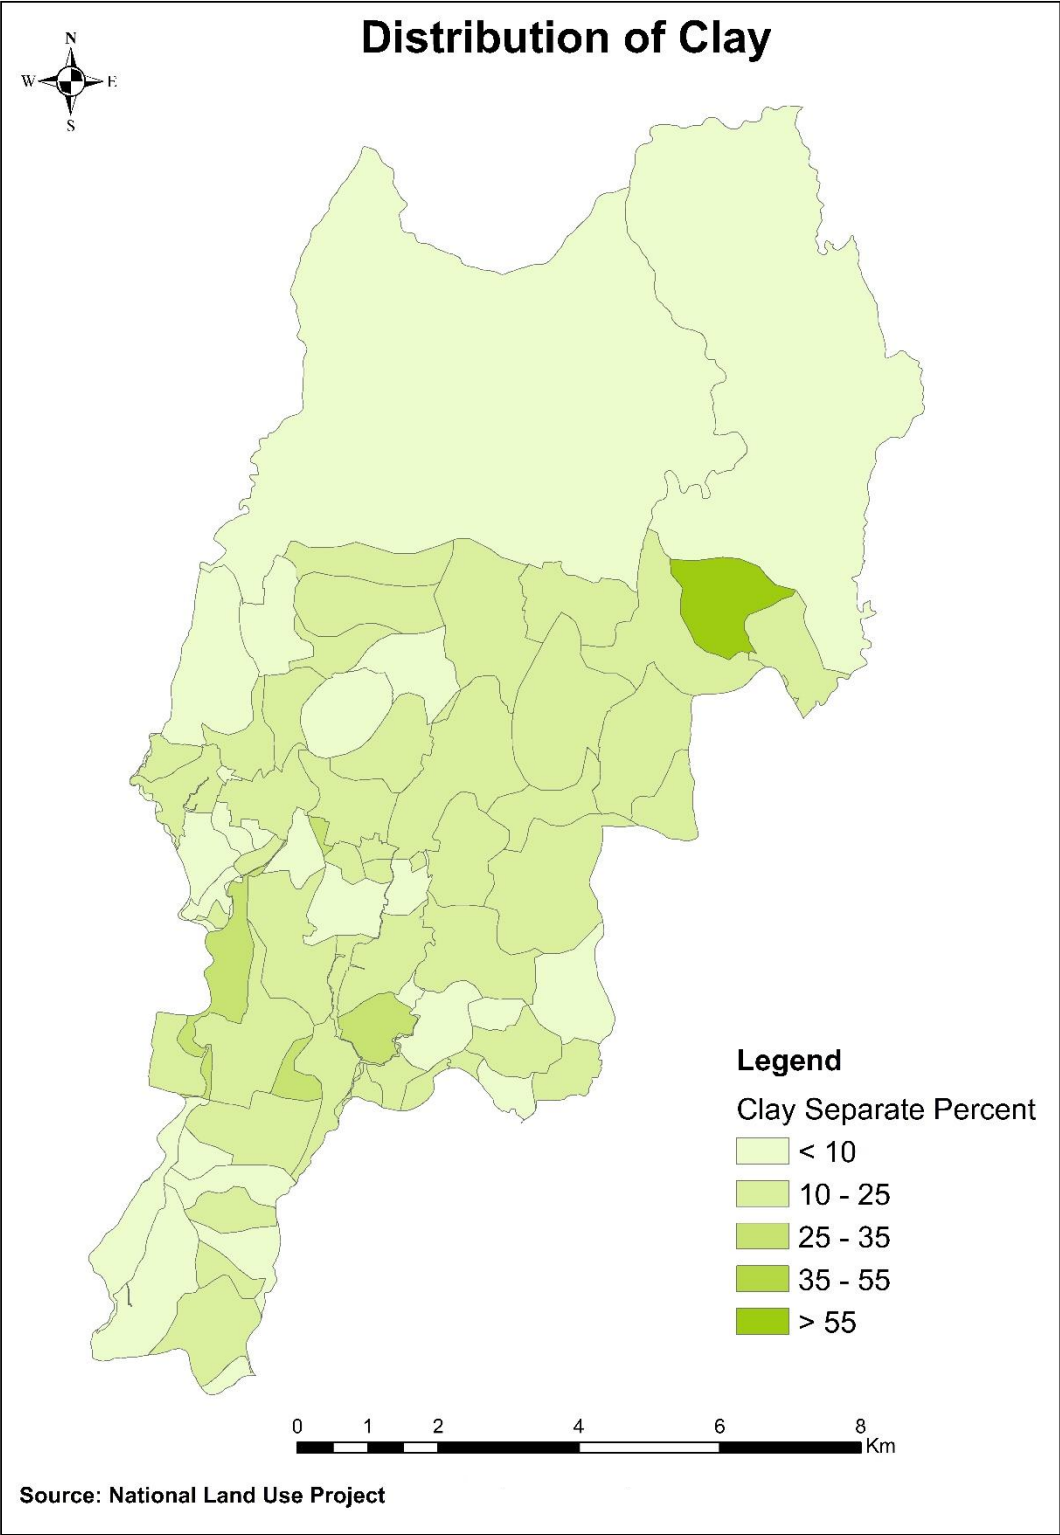 Distribution of Clay
N
W E
S
Legend
Clay Separate Percent
< 10
10 - 25
25 - 35
35 - 55
> 55
0 1 2 4 6 8
Km
Source: National Land Use Project